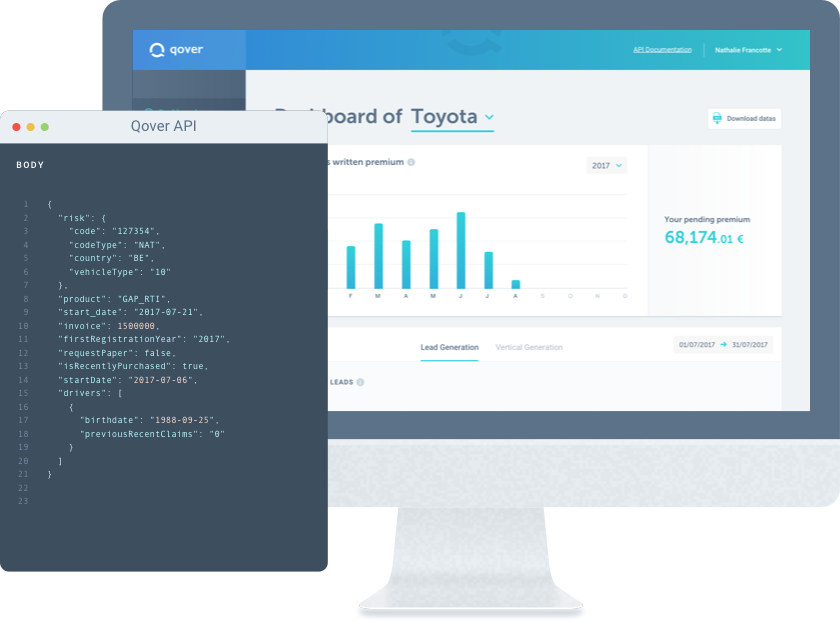 qover
API Documentation
Nathalie Francotte
Dashboard of Toyota
Download datas
Qover API
written premium
2017
BODY
Your pending premium
68,174.01 €
F M A M J J A S O N D
1 {
2 "risk": {
3 "code": "127354",
4 "codeType": "NAT",
5 "country": "BE",
6 "vehicleType": "10"
7 },
8 "product": "GAP_RTI",
9 "start_date": "2017-07-21",
10 "invoice": 1500000,
11 "firstRegistrationYear": "2017",
12 "requestPaper": false,
13 "isRecentlyPurchased": true,
14 "startDate": "2017-07-06",
15 "drivers": [
16 {
17 "birthdate": "1988-09-25",
18 "previousRecentClaims": "0"
19 }
20 ]
21 }
22
23
Lead Generation
Vertical Generation
01/07/2017 → 31/07/2017
LEADS